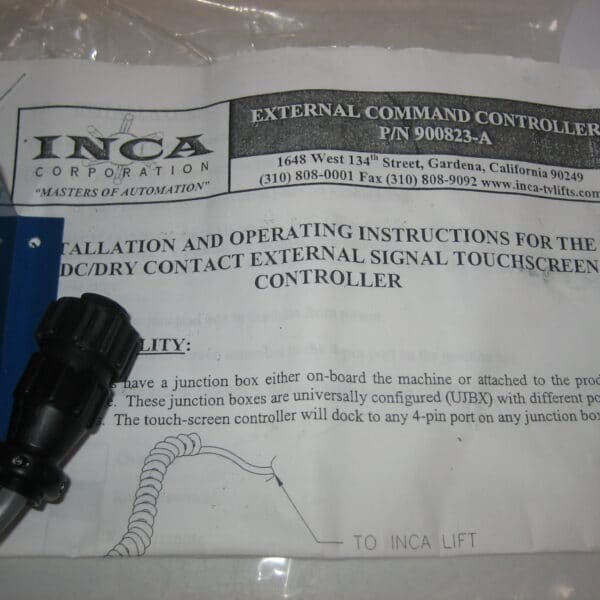 INCA
CORPORATION
"MASTERS OF AUTOMATION"
EXTERNAL COMMAND CONTROLLER
P/N 900823-A
1648 West 134th Street, Gardena, California 90249
(310) 808-0001 Fax (310) 808-9092 www.inca-tvlifts.com
TALLATION AND OPERATING INSTRUCTIONS FOR THE
DC/DRY CONTACT EXTERNAL SIGNAL TOUCHSCREEN
CONTROLLER
LITY:
have a junction box either on-board the machine or attached to the prod
These junction boxes are universally configured (UJBX) with different po
The touch-screen controller will dock to any 4-pin port on any junction box
TO INCA LIFT